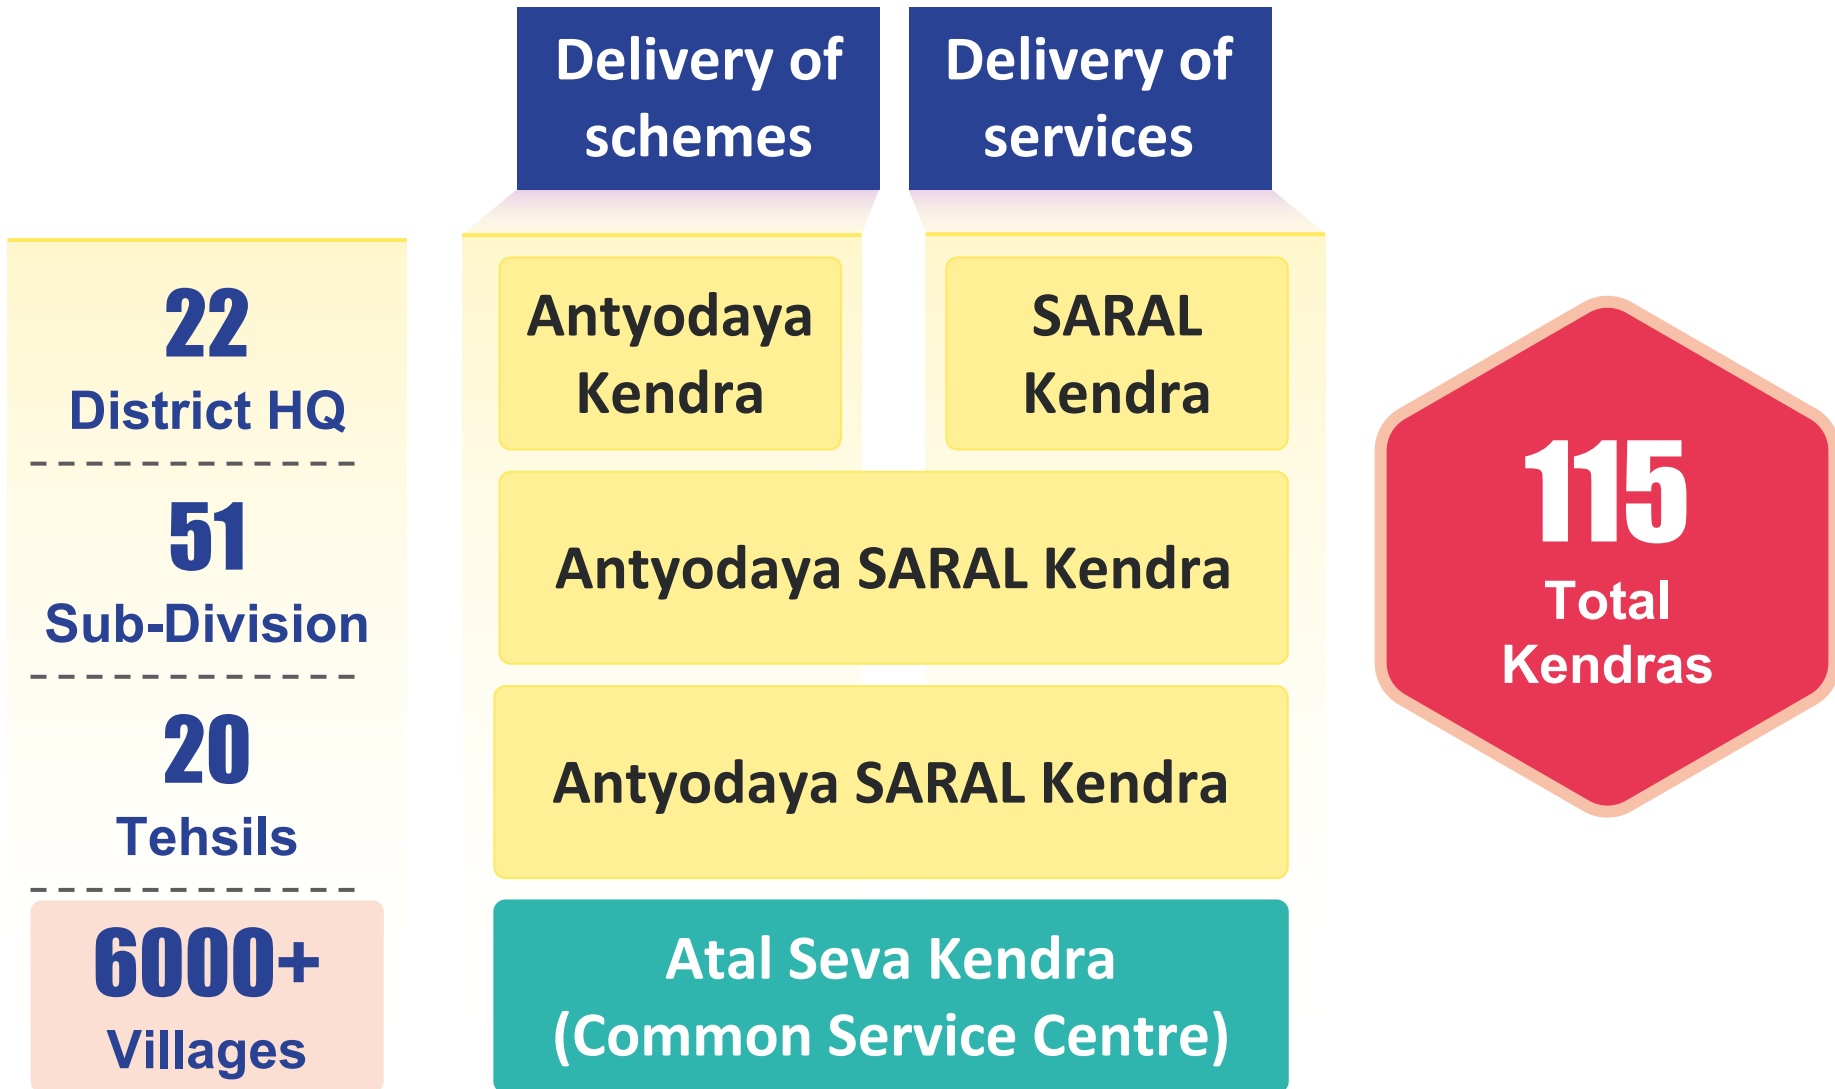 Delivery of
schemes
Delivery of
services
22
District HQ
Antyodaya
Kendra
SARAL
Kendra
51
Sub-Division
Antyodaya SARAL Kendra
20
Tehsils
Antyodaya SARAL Kendra
6000+
Villages
Atal Seva Kendra
(Common Service Centre)
115
Total
Kendras